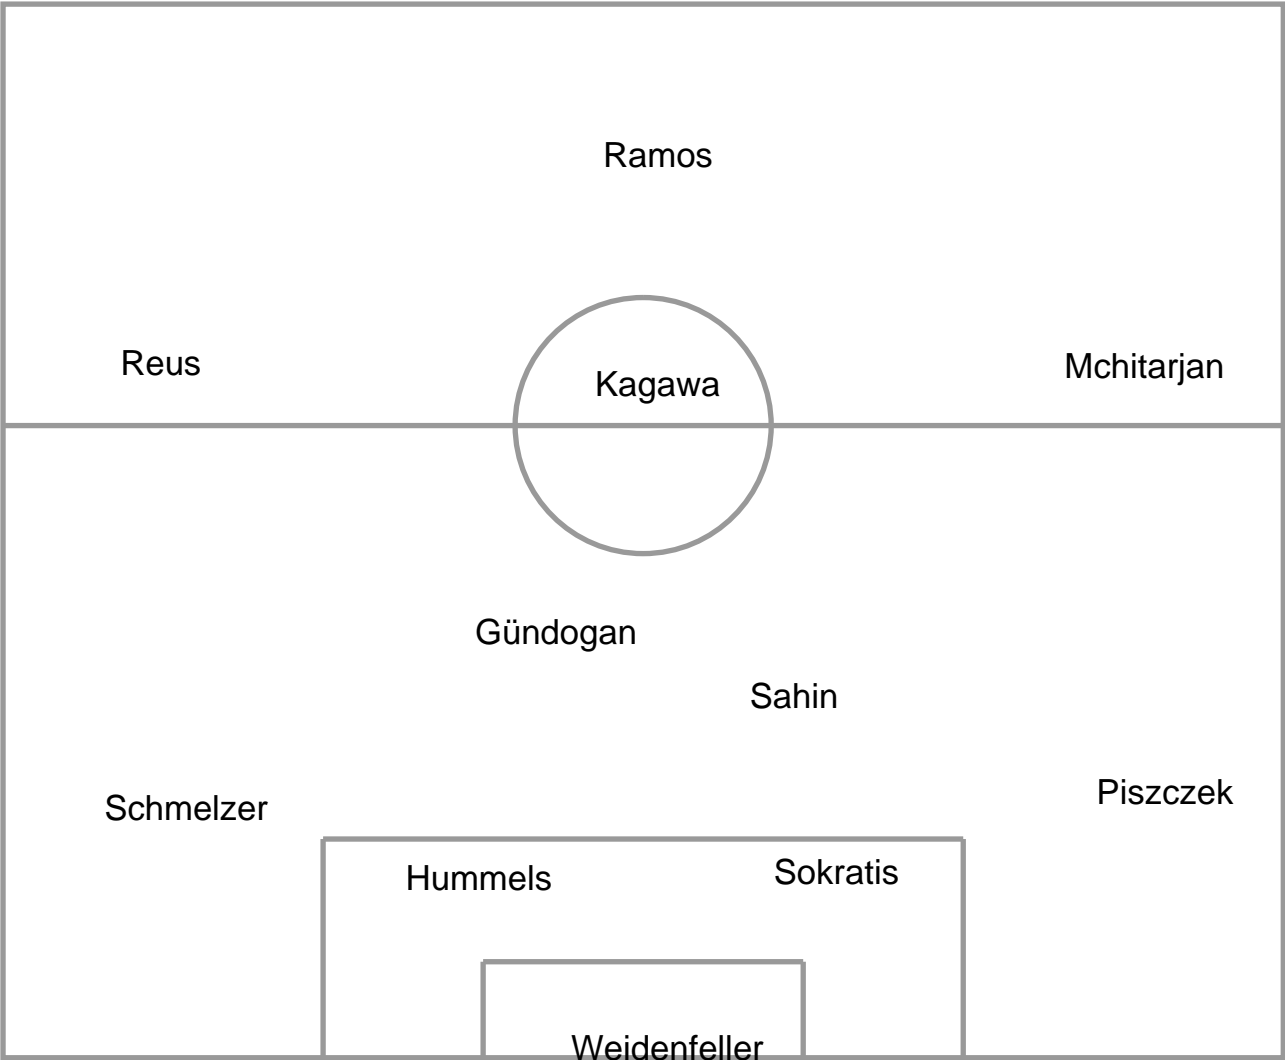 Ramos
Reus
Kagawa
Mchitarjan
Gündogan
Sahin
Schmelzer
Piszczek
Hummels
Sokratis
Weidenfeller